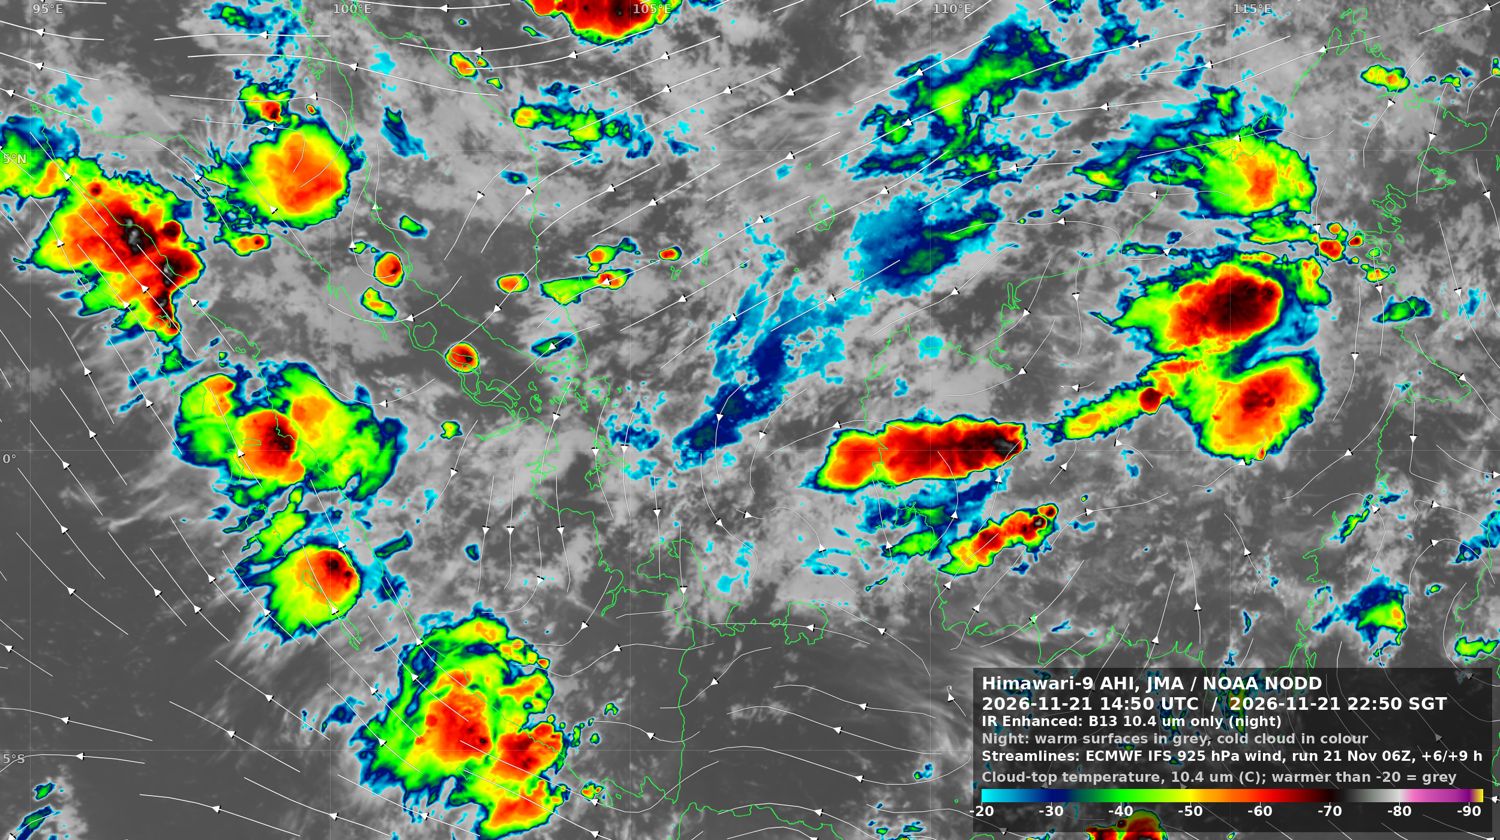 95°E
100°E
105°E
110°E
115°E
5°N
0°
5°S
Himawari-9 AHI, JMA / NOAA NODD
2026-11-21 14:50 UTC / 2026-11-21 22:50 SGT
IR Enhanced: B13 10.4 um only (night)
Night: warm surfaces in grey, cold cloud in colour
Streamlines: ECMWF IFS 925 hPa wind, run 21 Nov 06Z, +6/+9 h
Cloud-top temperature, 10.4 um (C); warmer than -20 = grey
-20 -30 -40 -50 -60 -70 -80 -90